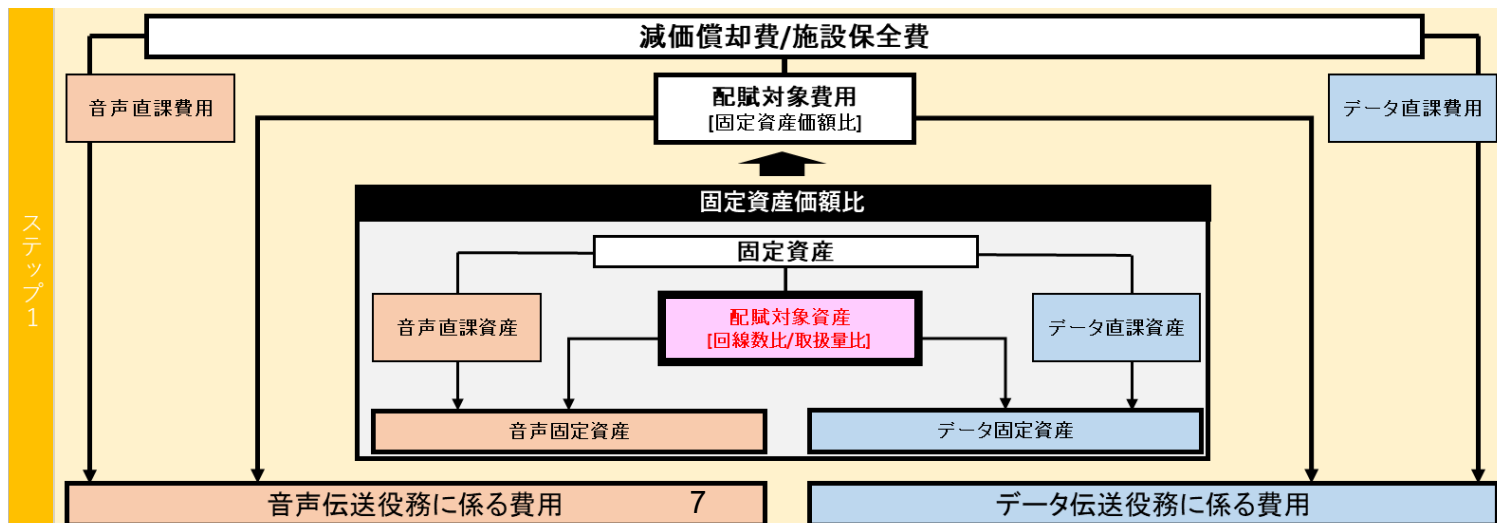 ステップ1
減価償却費/施設保全費
音声直課費用
配賦対象費用
[固定資産価額比]
データ直課費用
固定資産価額比
固定資産
音声直課資産
配賦対象資産
[回線数比/取扱量比]
データ直課資産
音声固定資産
データ固定資産
音声伝送役務に係る費用
7
データ伝送役務に係る費用